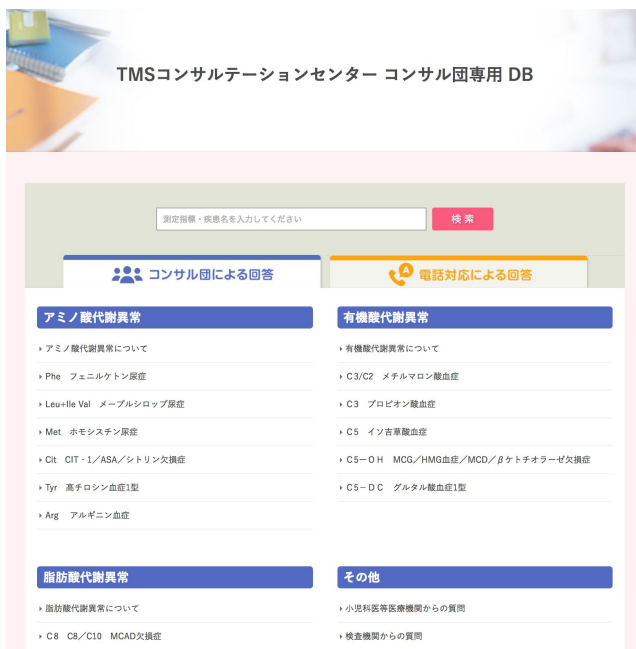 TMSコンサルテーションセンター コンサル団専用 DB
測定指標・疾患名を入力してください
検 索
コンサル団による回答
A 電話対応による回答
アミノ酸代謝異常
アミノ酸代謝異常について
Phe フェニルケトン尿症
Leu+Ile Val メープルシロップ尿症
Met ホモシスチン尿症
Cit CIT‐1／ASA／シトリン欠損症
Tyr 高チロシン血症1型
Arg アルギニン血症
有機酸代謝異常
有機酸代謝異常について
C3/C2 メチルマロン酸血症
C3 プロピオン酸血症
C5 イソ吉草酸血症
C5ーOH MCG／HMG血症／MCD／βケトチオラーゼ欠損症
C5－DC グルタル酸血症1型
脂肪酸代謝異常
脂肪酸代謝異常について
C8 C8／C10 MCAD欠損症
その他
小児科医等医療機関からの質問
検査機関からの質問